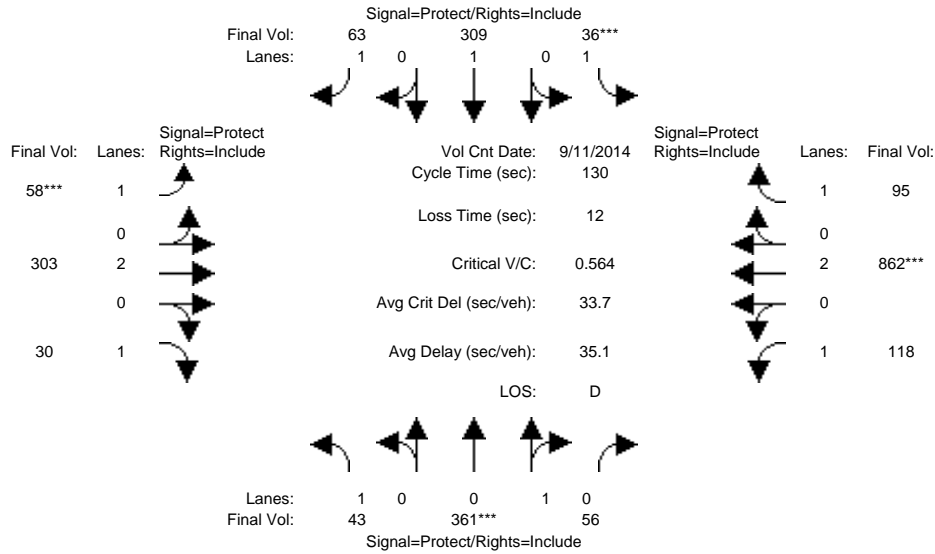 Signal=Protect/Rights=Include
Final Vol: 63 309 36***
Lanes: 1 0 1 0 1
Signal=Protect Signal=Protect
Final Vol: Lanes: Rights=Include Vol Cnt Date: 9/11/2014 Rights=Include Lanes: Final Vol:
Cycle Time (sec): 130
58*** 1 1 95
Loss Time (sec): 12
0 0
303 2 Critical V/C: 0.564 2 862***
0 Avg Crit Del (sec/veh): 33.7 0
30 1 Avg Delay (sec/veh): 35.1 1 118
LOS: D
Lanes: 1 0 0 1 0
Final Vol: 43 361*** 56
Signal=Protect/Rights=Include